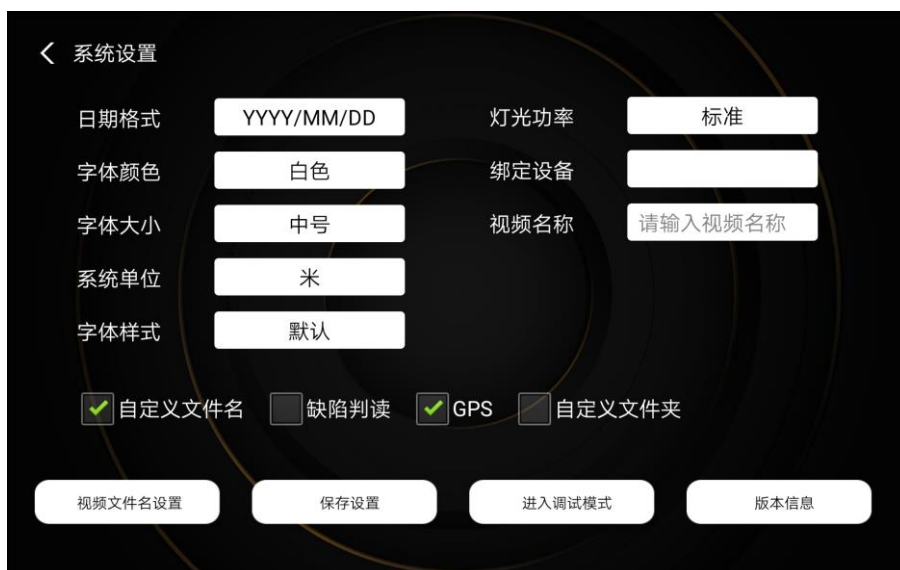 系统设置
日期格式 YYYY/MM/DD 灯光功率 标准
字体颜色 白色 绑定设备
字体大小 中号 视频名称 请输入视频名称
系统单位 米
字体样式 默认
自定义文件名 缺陷判读 GPS 自定义文件夹
视频文件名设置 保存设置 进入调试模式 版本信息